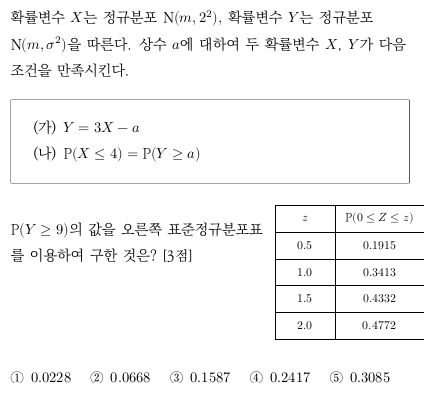 확률변수 X는 정규분포 N(m, 2²), 확률변수 Y는 정규분포
N(m, σ²)을 따른다. 상수 a에 대하여 두 확률변수 X, Y가 다음
조건을 만족시킨다.
(가) Y = 3X − a
(나) P(X ≤ 4) = P(Y ≥ a)
P(Y ≥ 9)의 값을 오른쪽 표준정규분포표
를 이용하여 구한 것은? [3점]
z P(0 ≤ Z ≤ z)
0.5 0.1915
1.0 0.3413
1.5 0.4332
2.0 0.4772
① 0.0228 ② 0.0668 ③ 0.1587 ④ 0.2417 ⑤ 0.3085